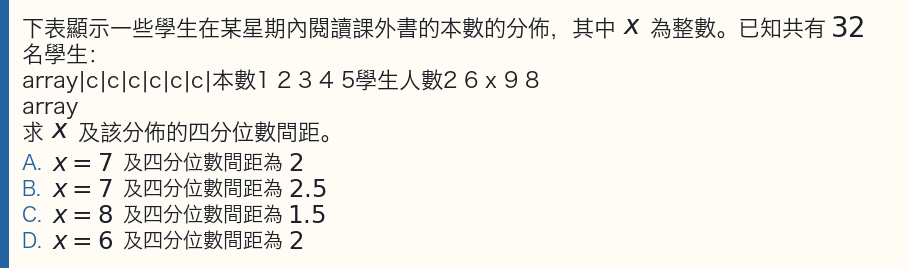 下表顯示一些學生在某星期內閱讀課外書的本數的分佈，其中 x 為整數。已知共有 32
名學生：
array|c|c|c|c|c|c|本數1 2 3 4 5學生人數2 6 x 9 8
array
求 x 及該分佈的四分位數間距。
A. x = 7 及四分位數間距為 2
B. x = 7 及四分位數間距為 2.5
C. x = 8 及四分位數間距為 1.5
D. x = 6 及四分位數間距為 2